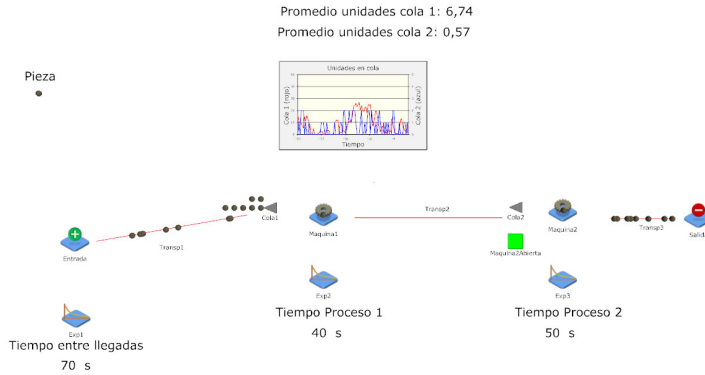 Promedio unidades cola 1: 6,74
Promedio unidades cola 2: 0,57
Pieza
Unidades en cola
Cola 1 (rojo)
Cola 2 (azul)
Tiempo
Transp2
Cola1
Cola2
Maquina1
Maquina2
Transp1
Transp3
Entrada
Maquina2Abierta
Salida
Exp1
Exp2
Exp3
Tiempo entre llegadas
70 s
Tiempo Proceso 1
40 s
Tiempo Proceso 2
50 s